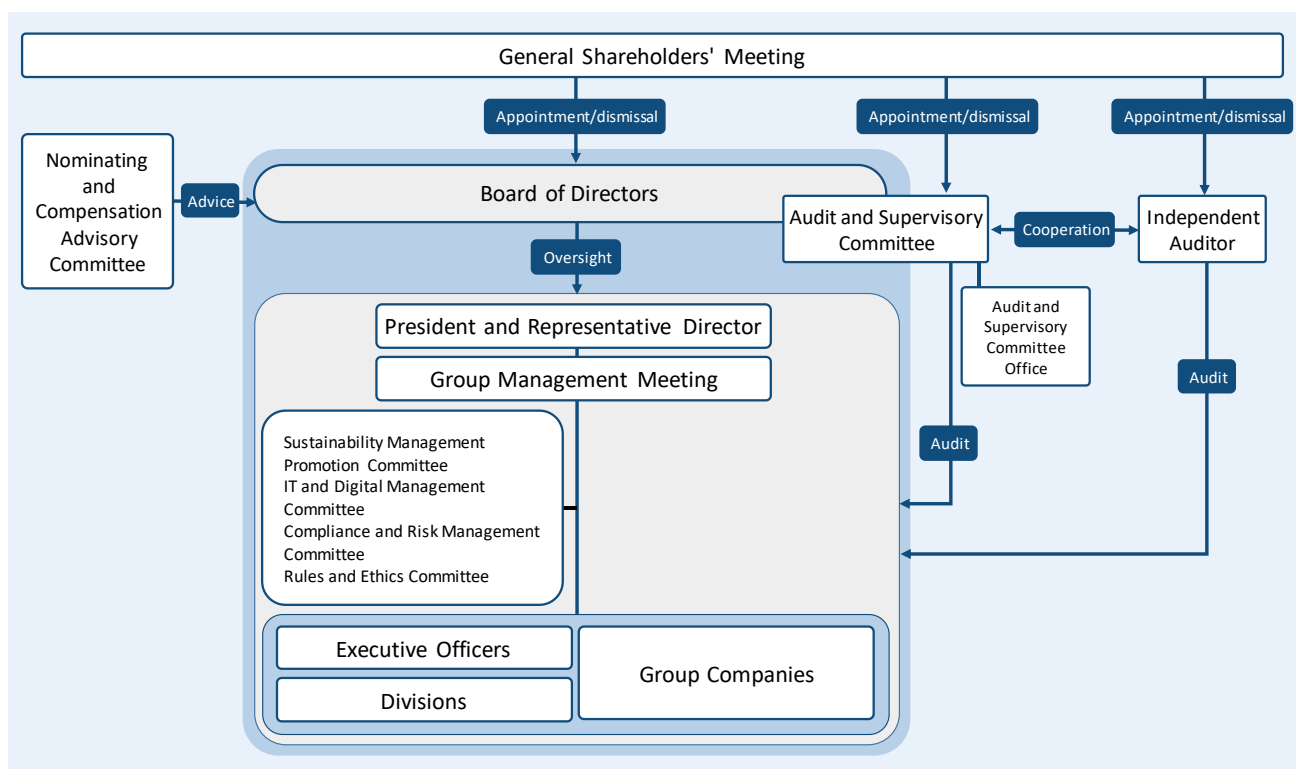 General Shareholders' Meeting
Appointment/dismissal
Appointment/dismissal
Appointment/dismissal
Nominating
and
Compensation
Advisory
Committee
Advice
Board of Directors
Audit and Supervisory
Committee
Cooperation
Independent
Auditor
Oversight
Audit and
Supervisory
Committee
Office
President and Representative Director
Group Management Meeting
Audit
Audit
Sustainability Management
Promotion Committee
IT and Digital Management
Committee
Compliance and Risk Management
Committee
Rules and Ethics Committee
Executive Officers
Divisions
Group Companies